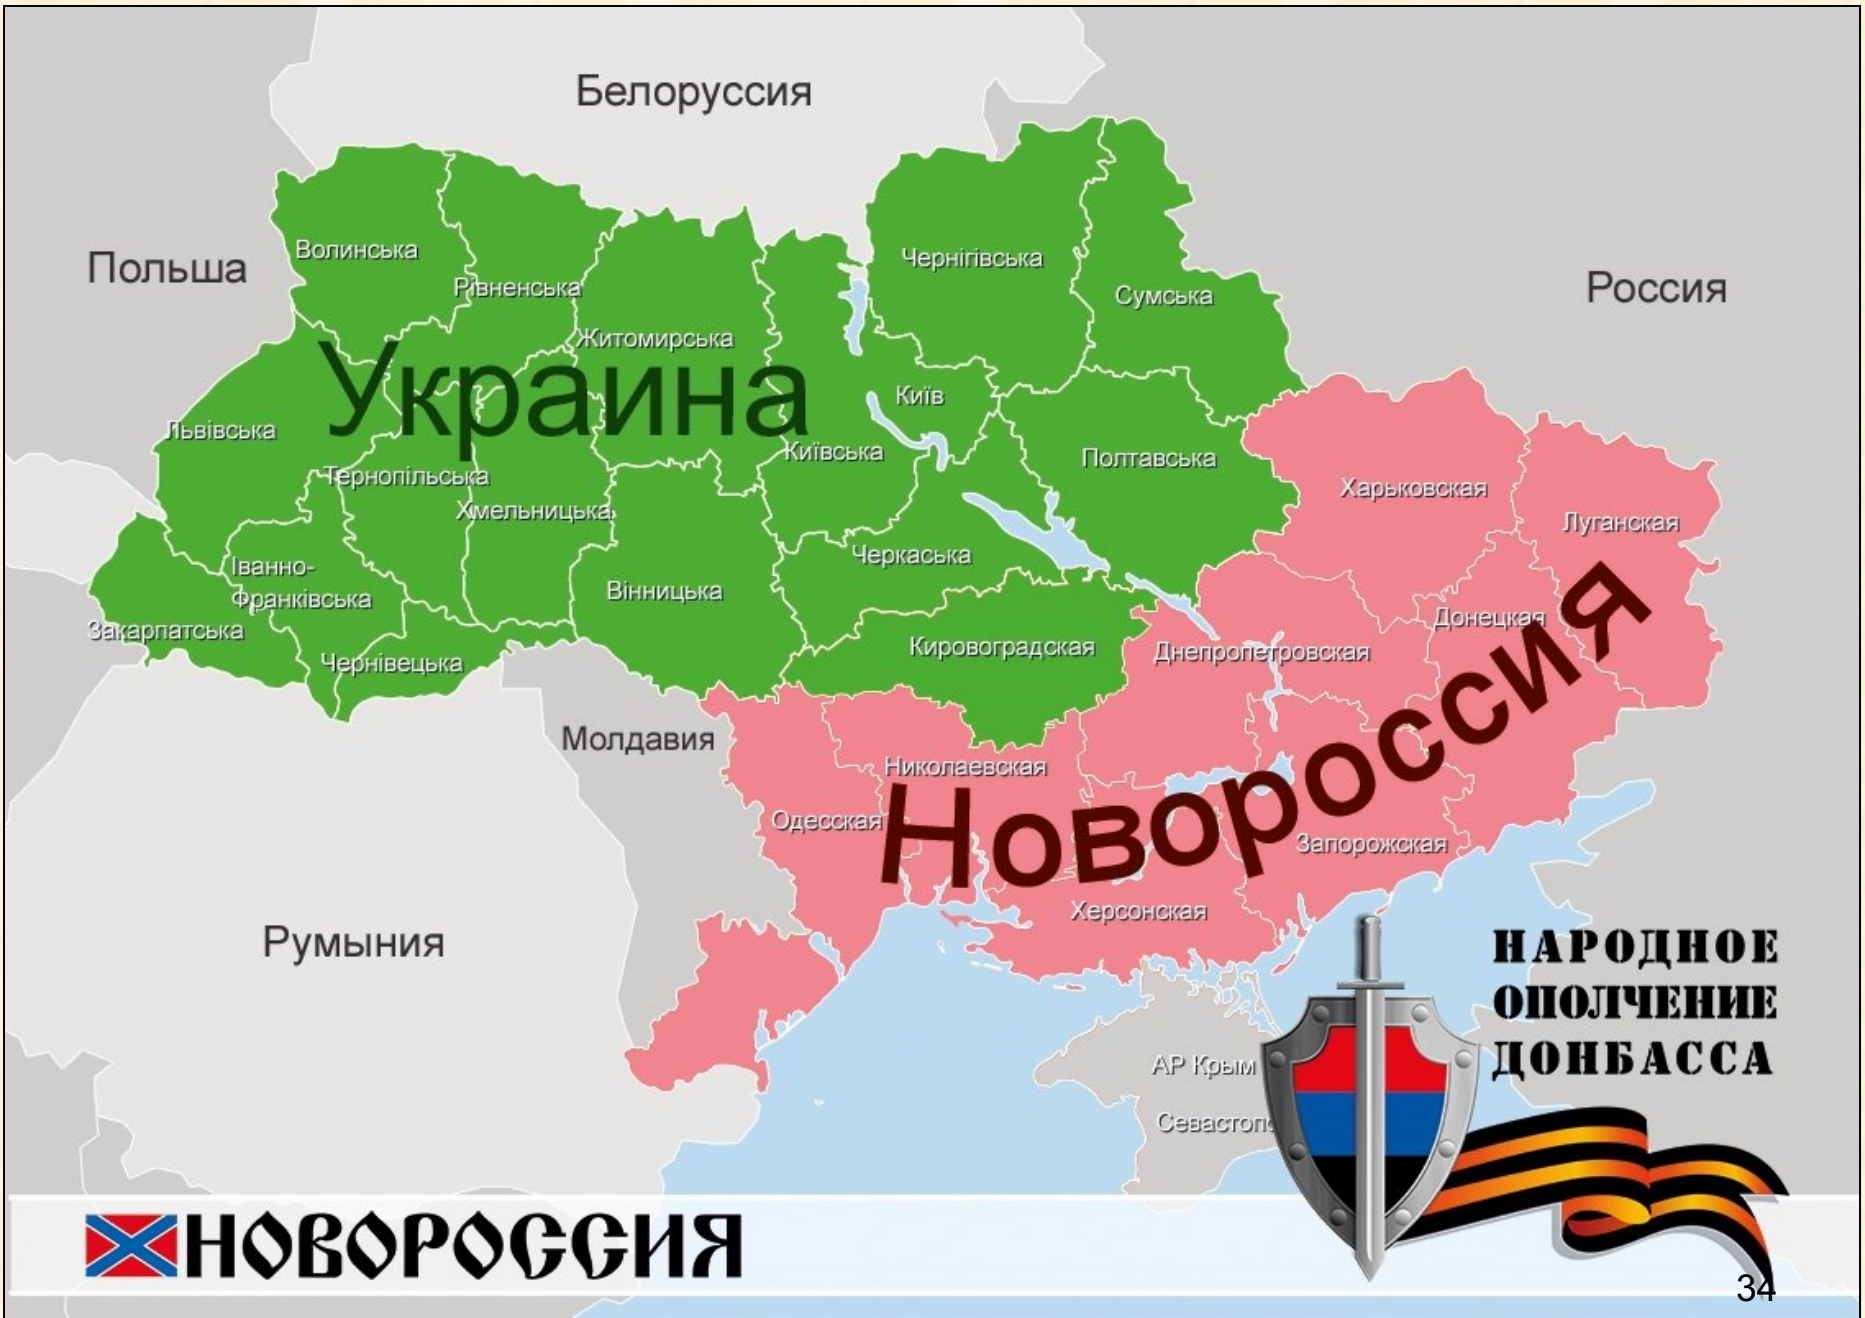 Белоруссия
Польша
Россия
Волинська
Рівненська
Житомирська
Чернігівська
Сумська
Украина
Київ
Львівська
Київська
Полтавська
Тернопільська
Хмельницька
Харьковская
Луганская
Іванно-
Франківська
Черкаська
Вінницька
Закарпатська
Чернівецька
Кировоградская
Днепропетровская
Донецкая
Молдавия
Николаевская
Одесская
Новороссия
Запорожская
Херсонская
Румыния
НАРОДНОЕ
ОПОЛЧЕНИЕ
ДОНБАССА
АР Крым
Севастопо
НОВОРОССИЯ
34